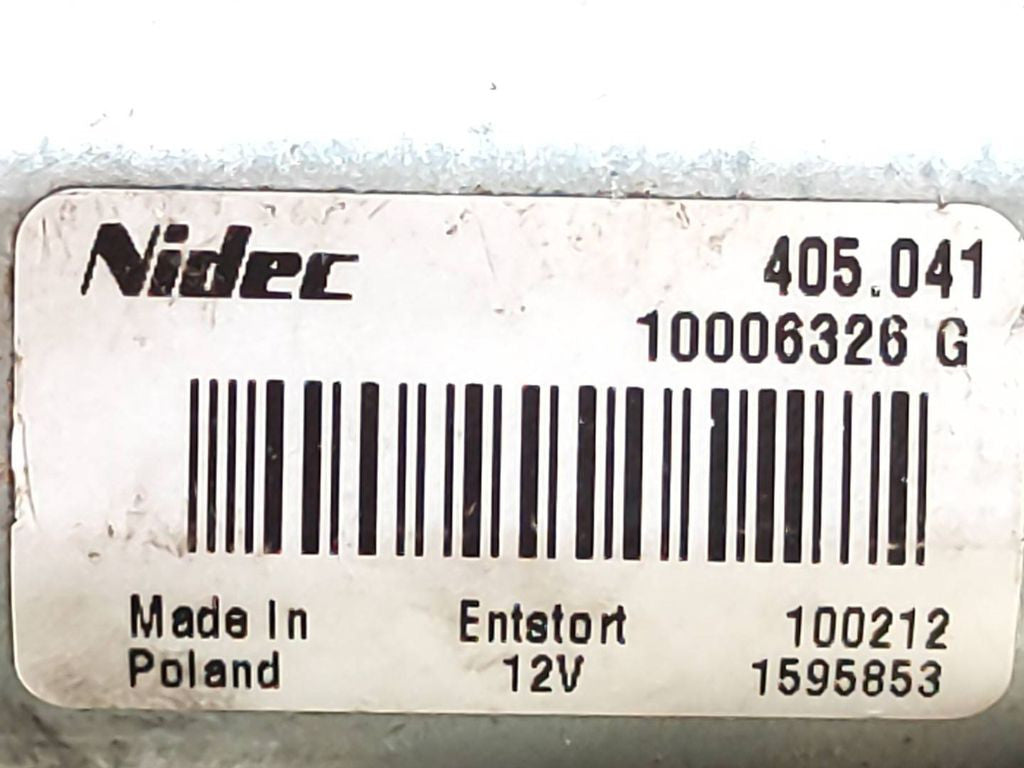 Nidec
405.041
10006326 G
Made In Entstort 100212
Poland 12V 1595853